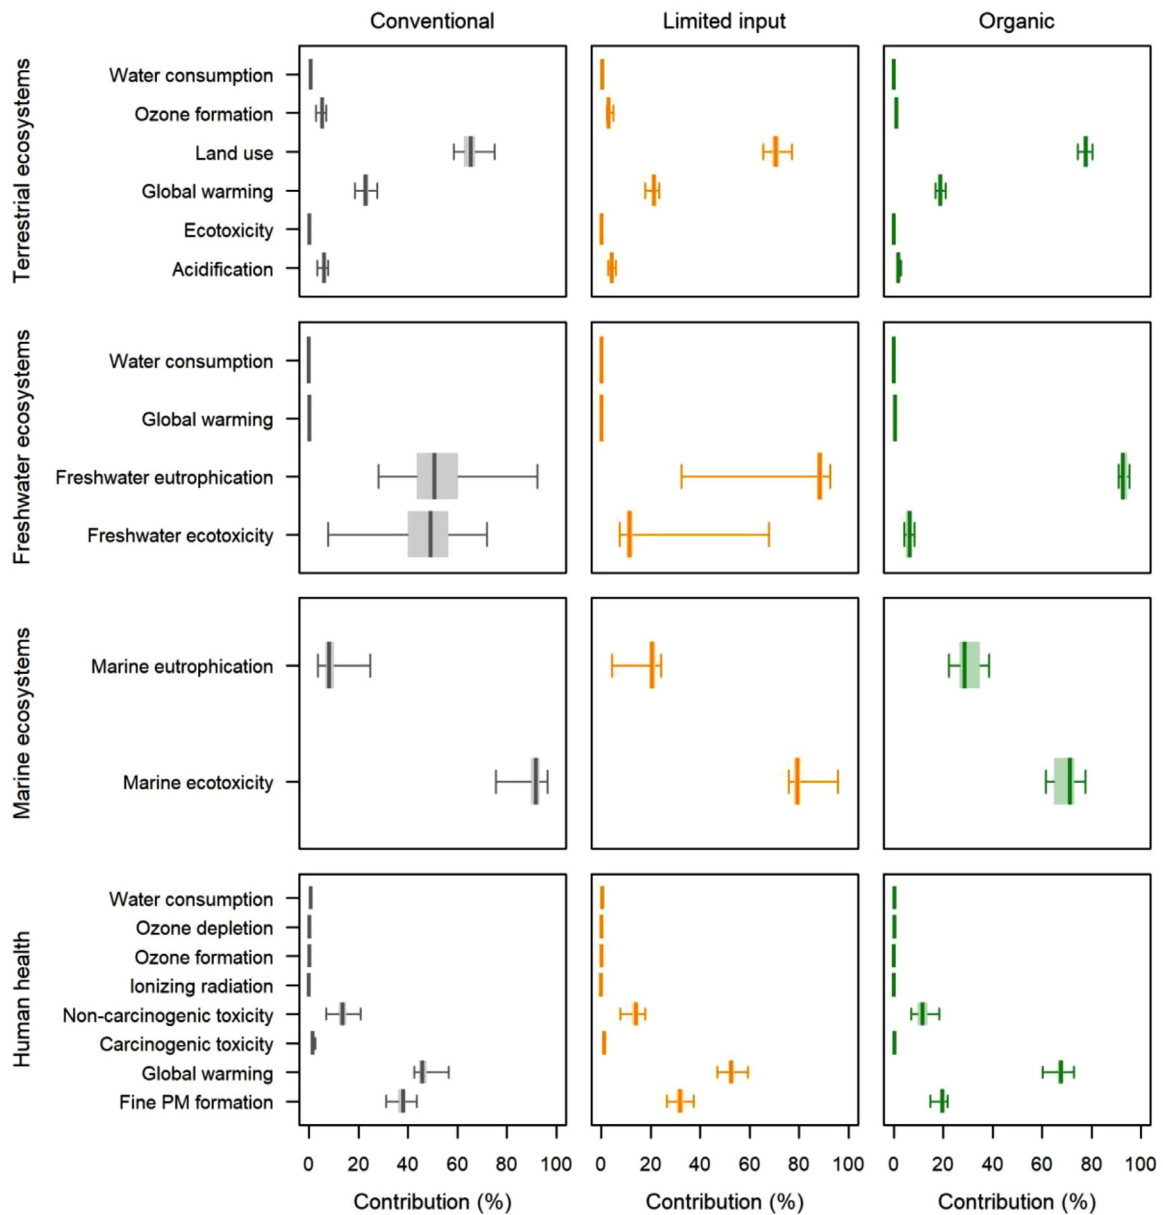 Conventional Limited input Organic
Terrestrial ecosystems
Water consumption
Ozone formation
Land use
Global warming
Ecotoxicity
Acidification
Freshwater ecosystems
Water consumption
Global warming
Freshwater eutrophication
Freshwater ecotoxicity
Marine ecosystems
Marine eutrophication
Marine ecotoxicity
Human health
Water consumption
Ozone depletion
Ozone formation
Ionizing radiation
Non-carcinogenic toxicity
Carcinogenic toxicity
Global warming
Fine PM formation
0 20 40 60 80 100 0 20 40 60 80 100 0 20 40 60 80 100
Contribution (%) Contribution (%) Contribution (%)